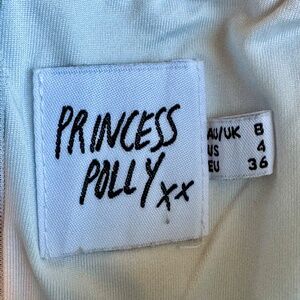 PRINCESS
POLLY xx
AU/UK 8
US 4
EU 36